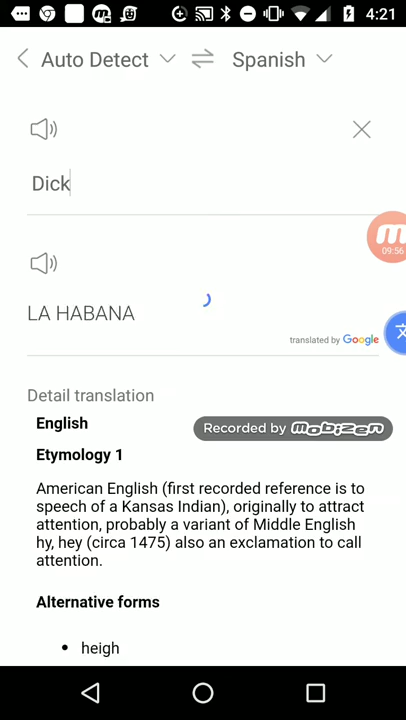 4:21
Auto Detect Spanish
Dick
09:56
LA HABANA
translated by Google
Detail translation
English
Recorded by mobizen
Etymology 1
American English (first recorded reference is to
speech of a Kansas Indian), originally to attract
attention, probably a variant of Middle English
hy, hey (circa 1475) also an exclamation to call
attention.
Alternative forms
• heigh